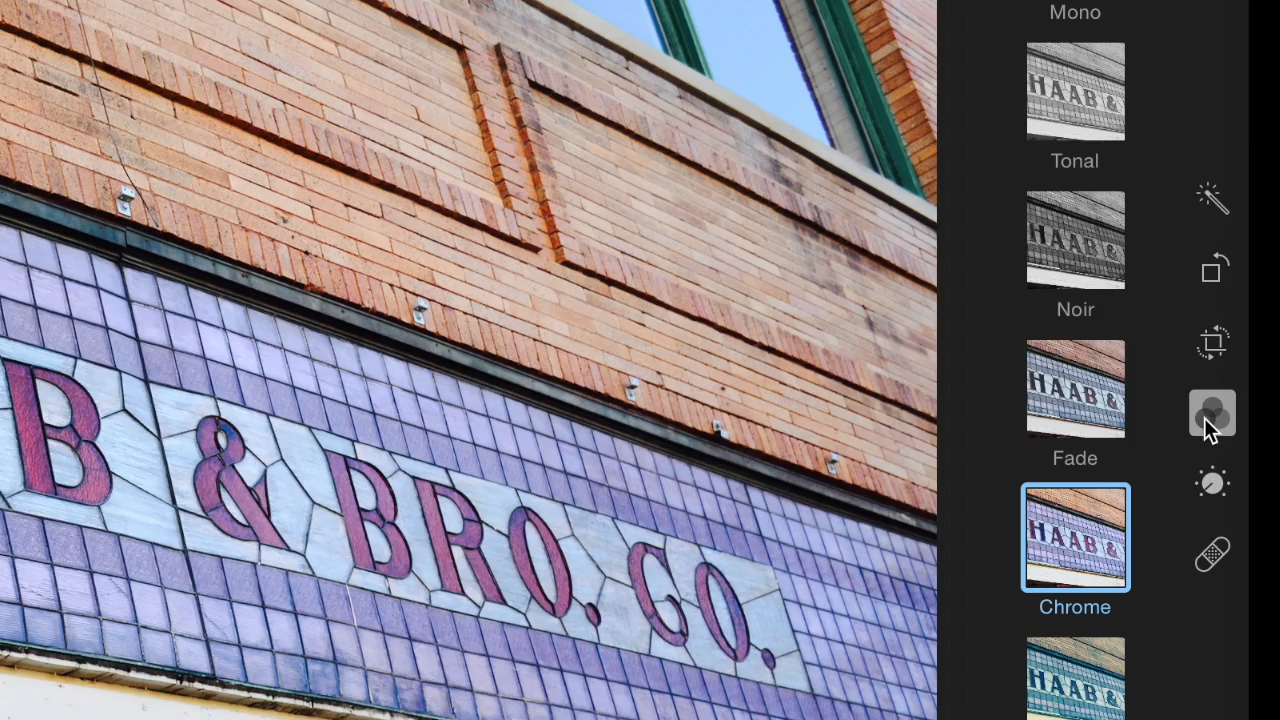 B & BRO. CO.
Mono
HAAB &
Tonal
HAAB &
Noir
HAAB &
Fade
HAAB &
Chrome
HAAB &